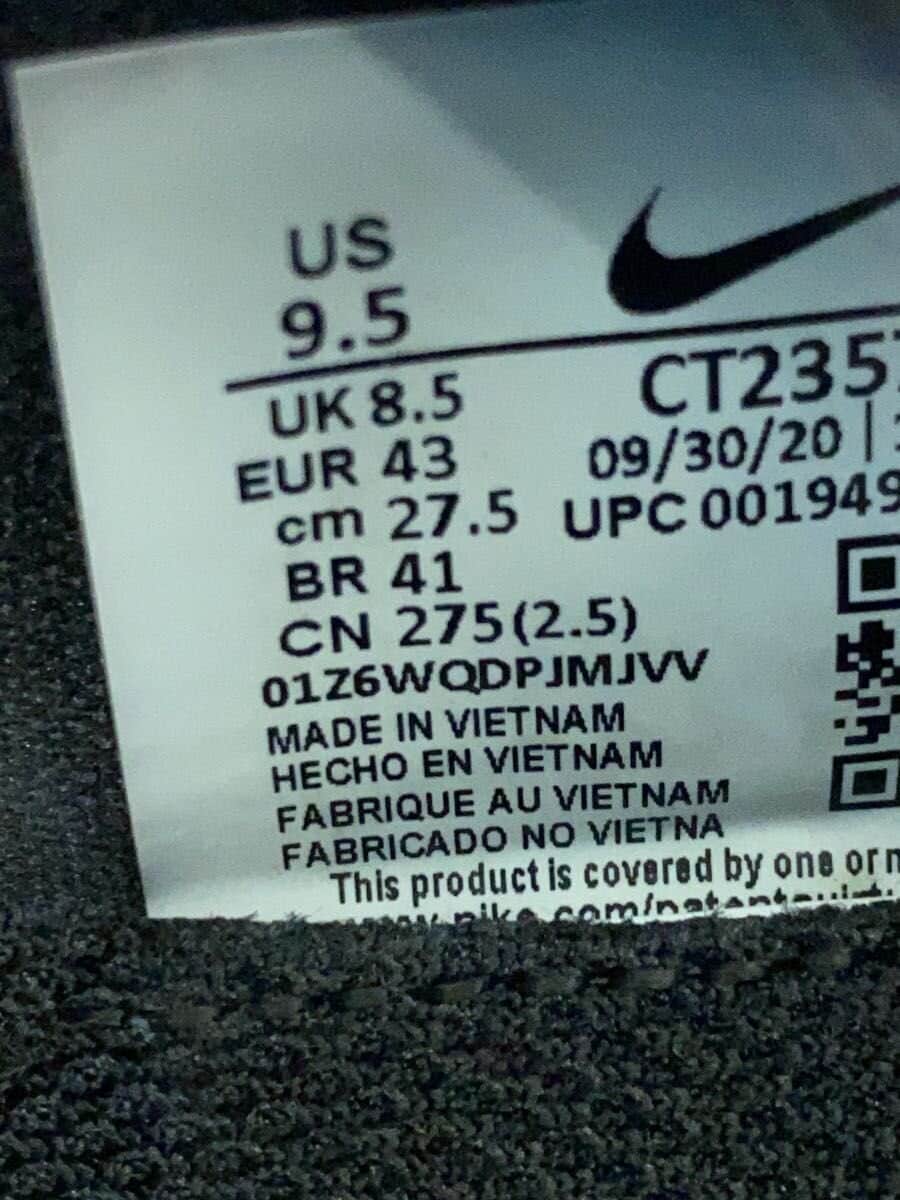 US
9.5
UK 8.5
EUR 43
cm 27.5
BR 41
CN 275(2.5)
CT2357
09/30/20 |
UPC 001949
01Z6WQDPJMJVV
MADE IN VIETNAM
HECHO EN VIETNAM
FABRIQUE AU VIETNAM
FABRICADO NO VIETNA
This product is covered by one or